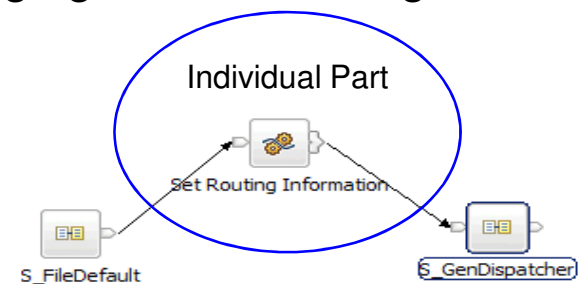 Individual Part
Set Routing Information
S_FileDefault
S_GenDispatcher